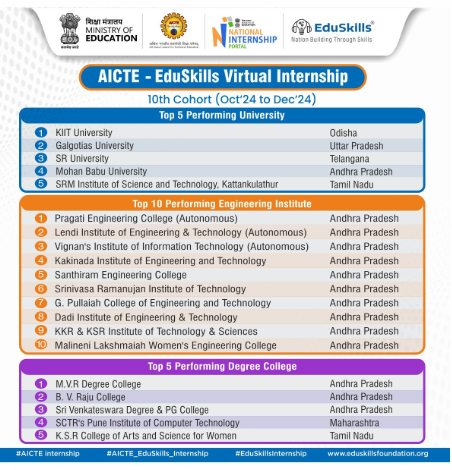 शिक्षा मंत्रालय
MINISTRY OF
EDUCATION
NATIONAL
INTERNSHIP
PORTAL
EduSkills®
Nation Building Through Skills
AICTE - EduSkills Virtual Internship
10th Cohort (Oct'24 to Dec'24)
Top 5 Performing University
1 KIIT University Odisha
2 Galgotias University Uttar Pradesh
3 SR University Telangana
4 Mohan Babu University Andhra Pradesh
5 SRM Institute of Science and Technology, Kattankulathur Tamil Nadu
Top 10 Performing Engineering Institute
1 Pragati Engineering College (Autonomous) Andhra Pradesh
2 Lendi Institute of Engineering & Technology (Autonomous) Andhra Pradesh
3 Vignan's Institute of Information Technology (Autonomous) Andhra Pradesh
4 Kakinada Institute of Engineering and Technology Andhra Pradesh
5 Santhiram Engineering College Andhra Pradesh
6 Srinivasa Ramanujan Institute of Technology Andhra Pradesh
7 G. Pullaiah College of Engineering and Technology Andhra Pradesh
8 Dadi Institute of Engineering & Technology Andhra Pradesh
9 KKR & KSR Institute of Technology & Sciences Andhra Pradesh
10 Malineni Lakshmaiah Women's Engineering College Andhra Pradesh
Top 5 Performing Degree College
1 M.V.R Degree College Andhra Pradesh
2 B. V. Raju College Andhra Pradesh
3 Sri Venkateswara Degree & PG College Andhra Pradesh
4 SCTR's Pune Institute of Computer Technology Maharashtra
5 K.S.R College of Arts and Science for Women Tamil Nadu
#AICTE internship #AICTE_EduSkills_Internship #EduSkillsInternship www.eduskillsfoundation.org